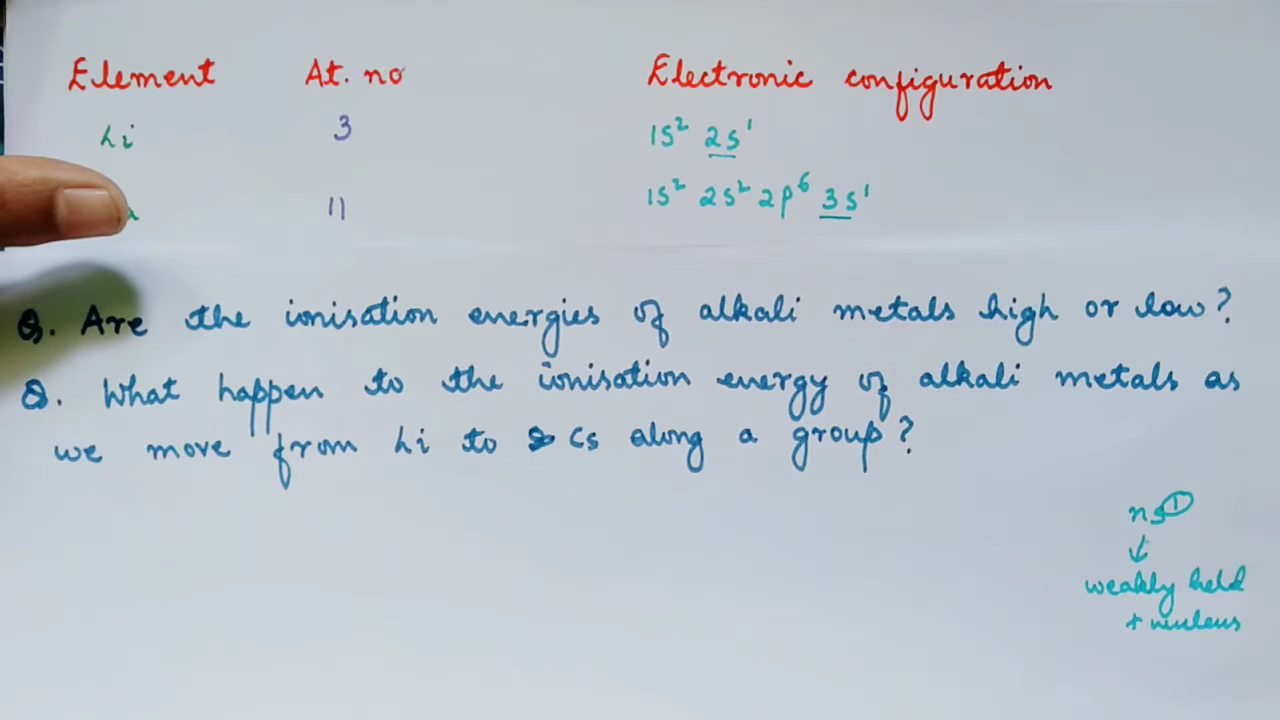 Element At. no Electronic configuration
Li 3 1s² 2s¹
11 1s² 2s² 2p⁶ 3s¹
Q. Are the ionisation energies of alkali metals high or low?
Q. What happen to the ionisation energy of alkali metals as
we move from Li to Cs along a group?
ns¹
↓
weakly held
+ nucleus